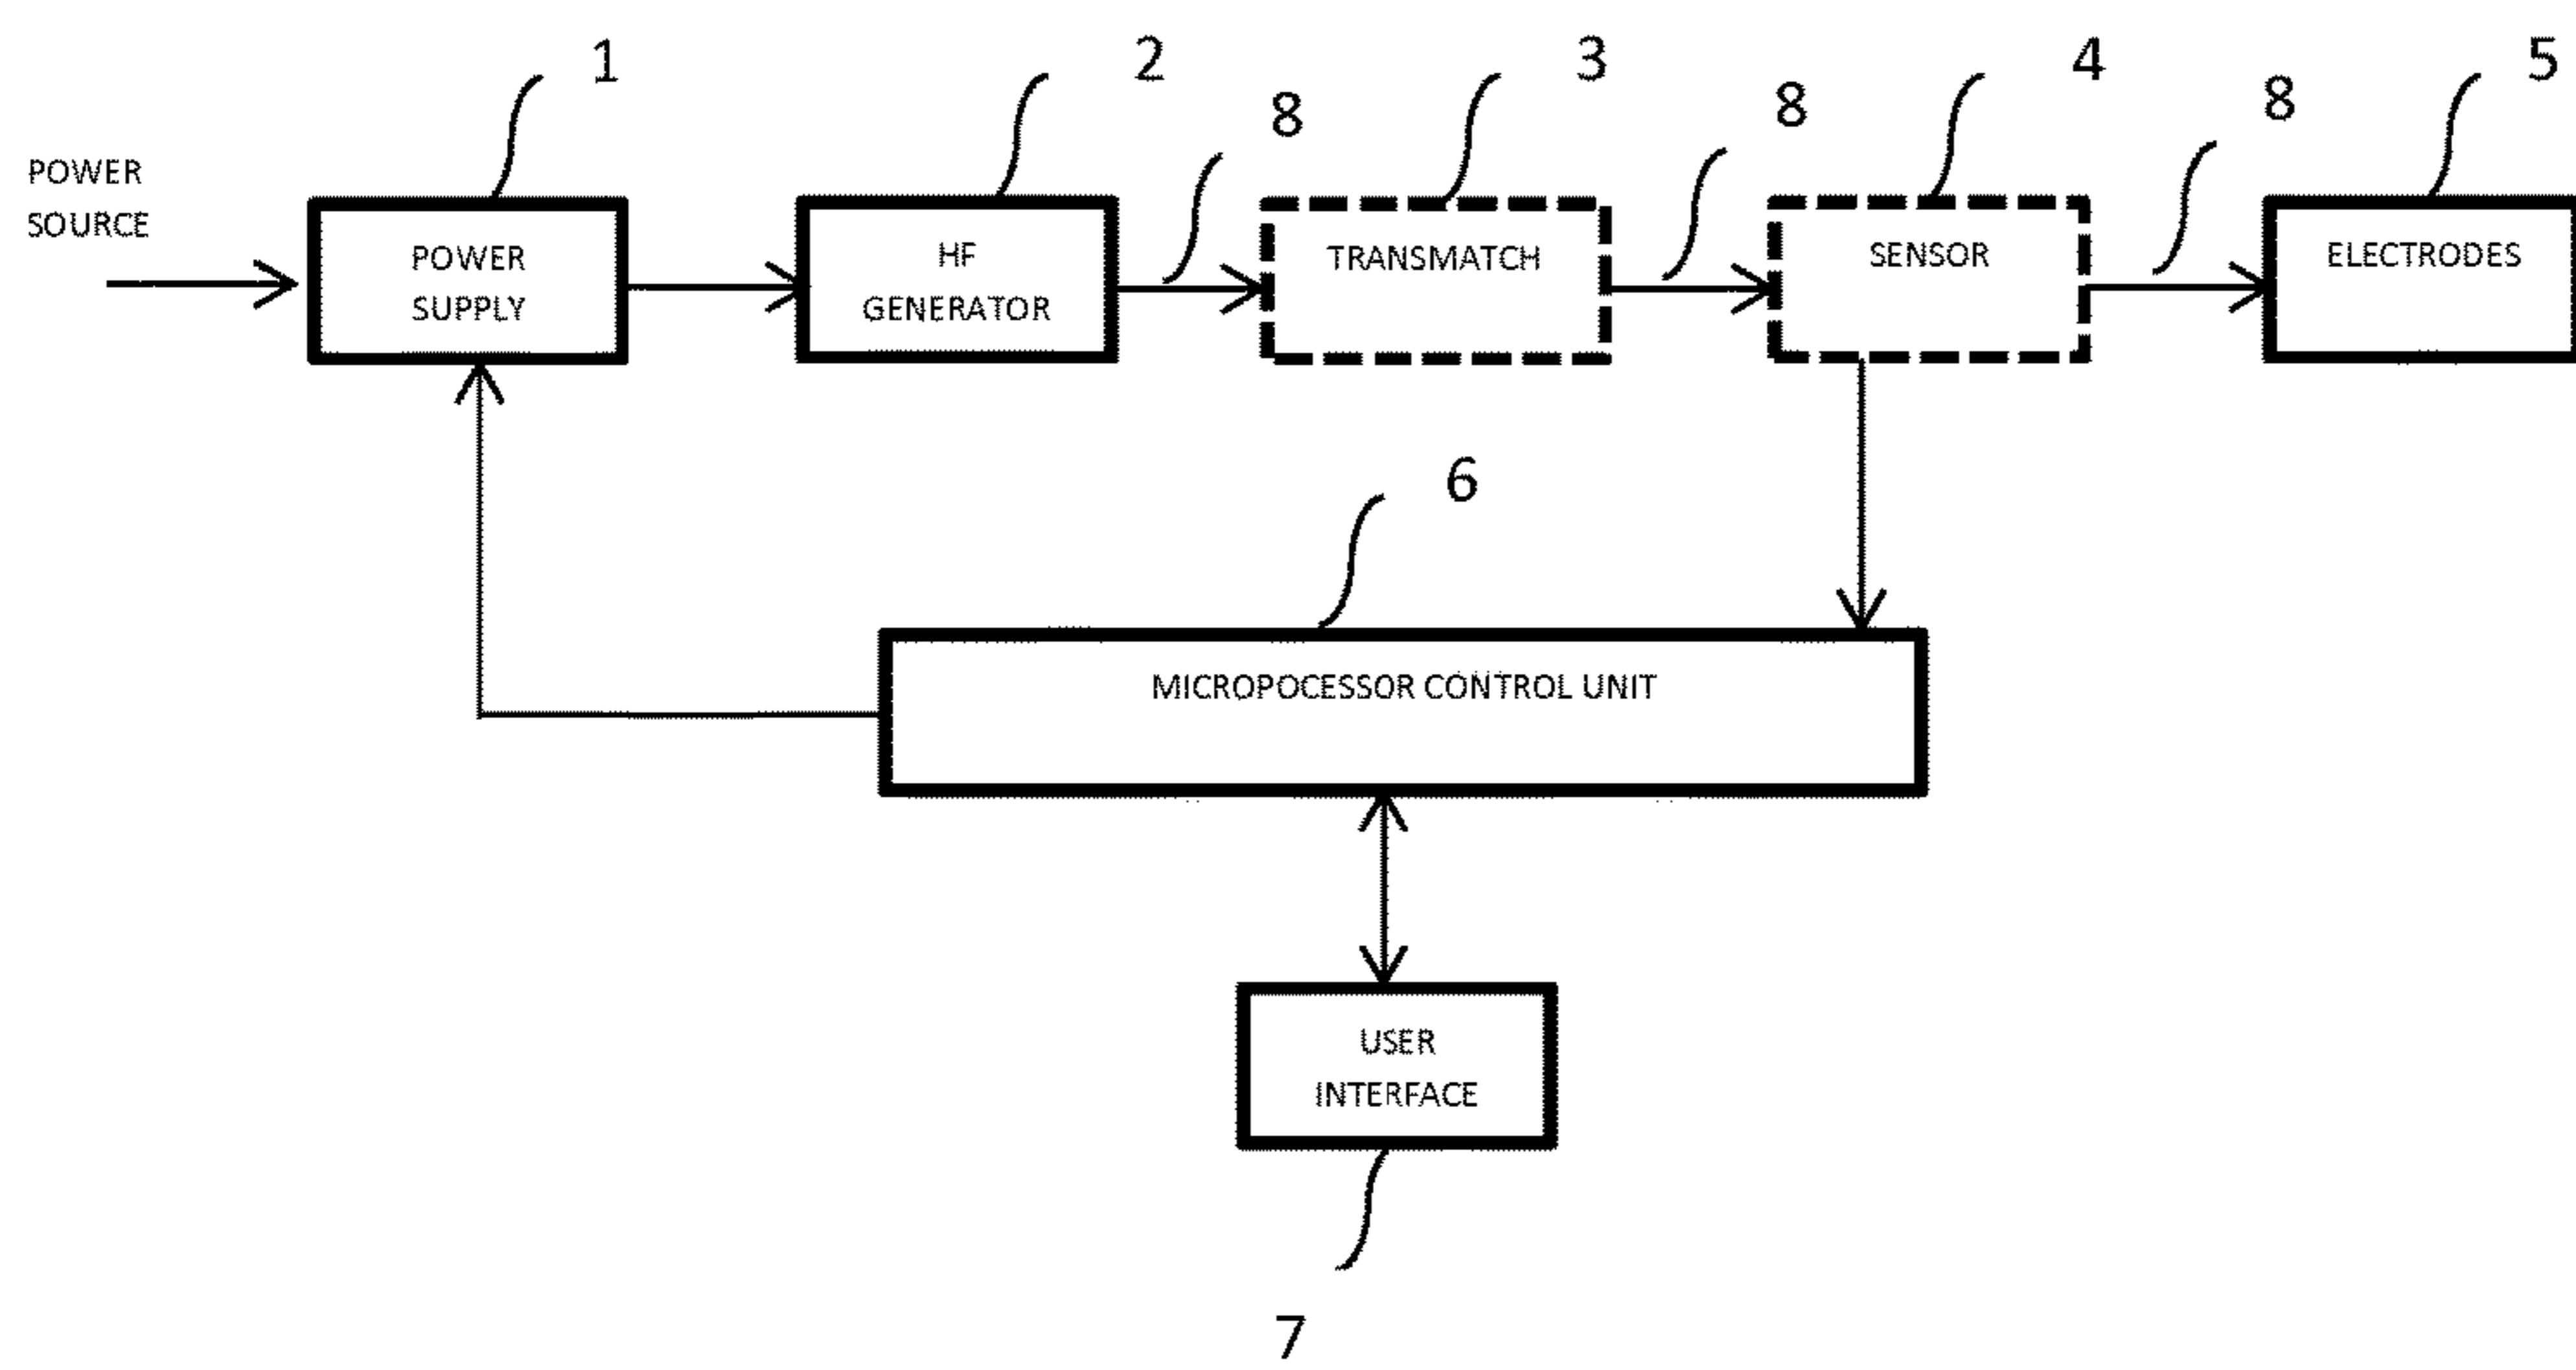 1
2
3
4
5
8
8
8
POWER
SOURCE
POWER
SUPPLY
HF
GENERATOR
TRANSMATCH
SENSOR
ELECTRODES
6
MICROPOCESSOR CONTROL UNIT
USER
INTERFACE
7